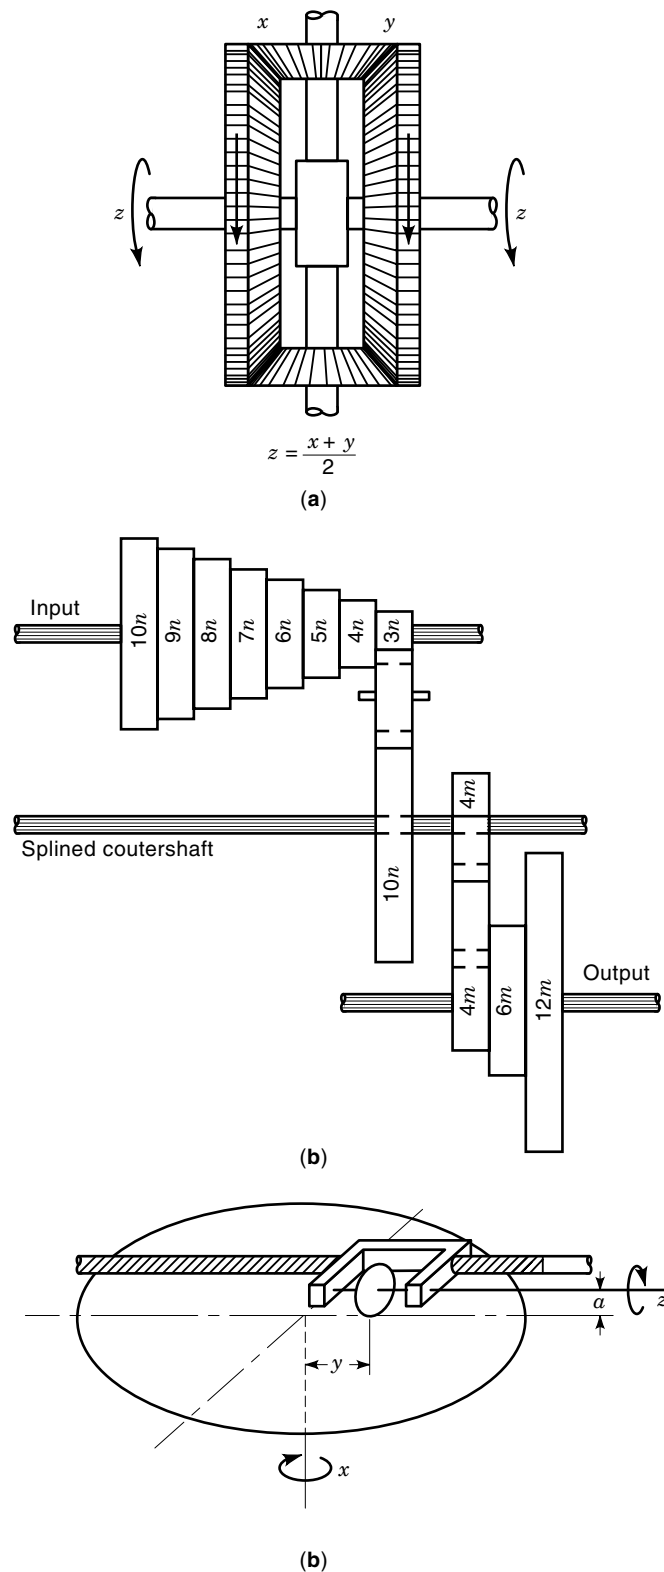 x y
z z
z = x + y / 2
(a)
Input
10n 9n 8n 7n 6n 5n 4n 3n
4m
Splined coutershaft
10n
Output
4m 6m 12m
(b)
a
z
y
x
(b)